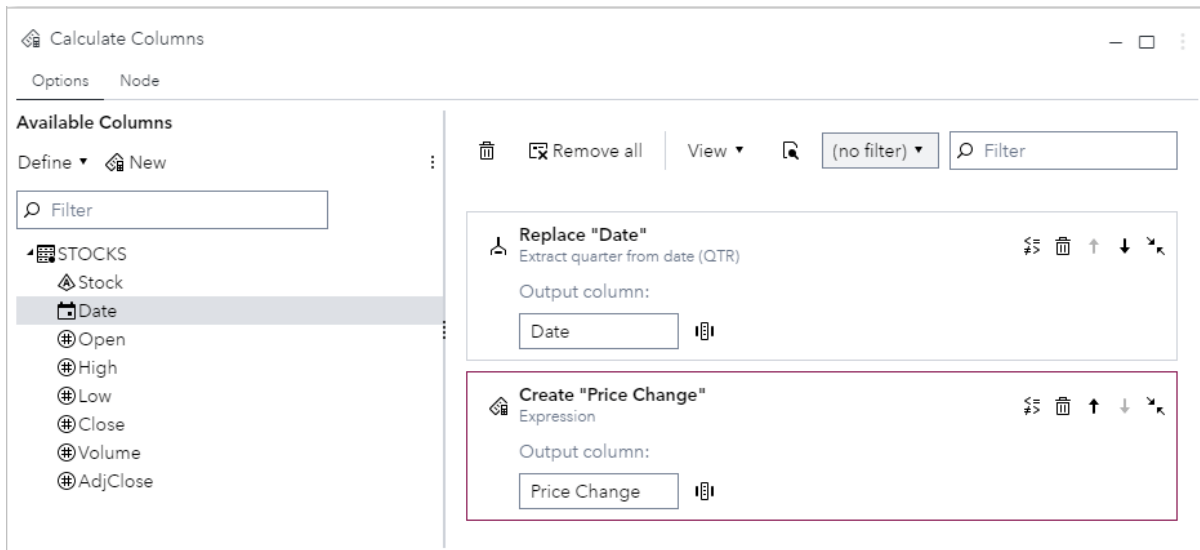 Calculate Columns
Options Node
Available Columns
Define New
Filter
STOCKS
Stock
Date
Open
High
Low
Close
Volume
AdjClose
Remove all View (no filter) Filter
Replace "Date"
Extract quarter from date (QTR)
Output column:
Date
Create "Price Change"
Expression
Output column:
Price Change